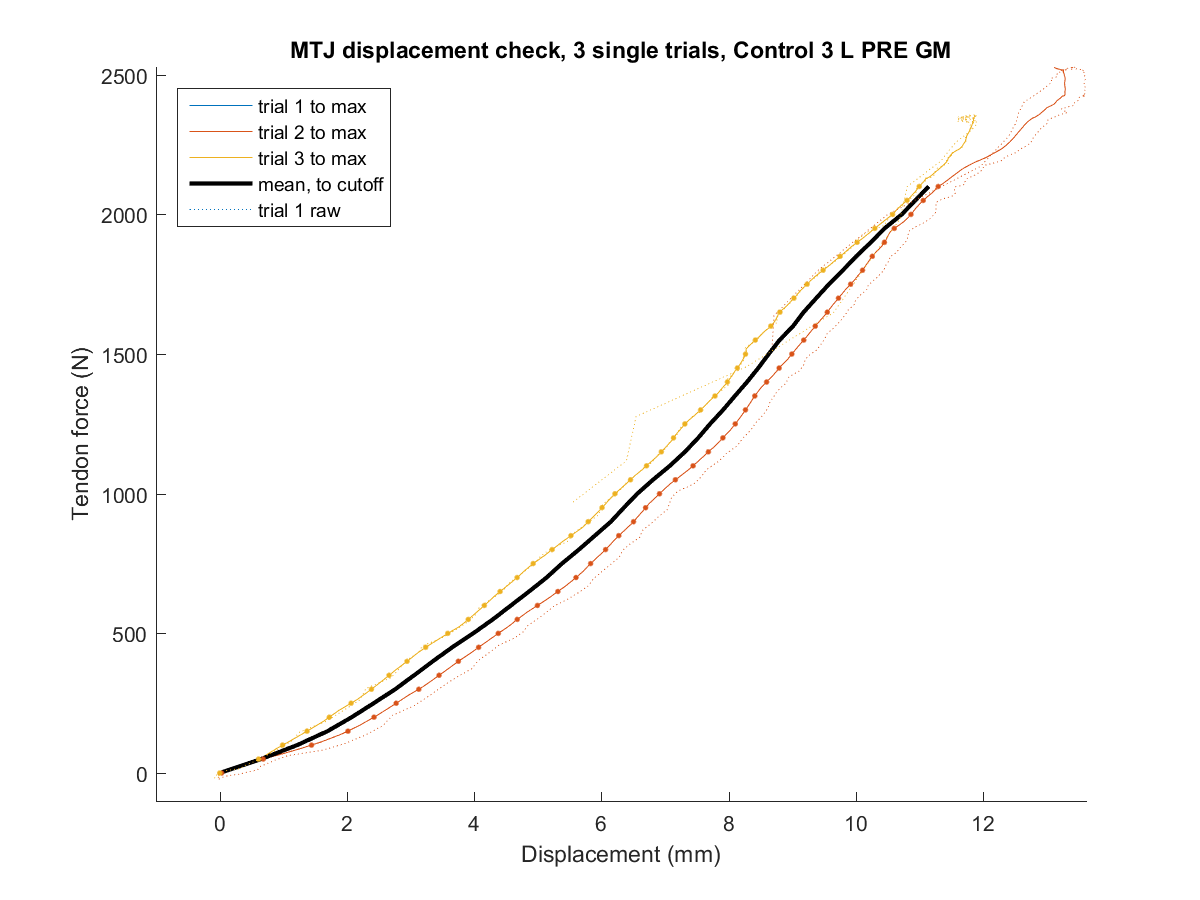 MTJ displacement check, 3 single trials, Control 3 L PRE GM
trial 1 to max
trial 2 to max
trial 3 to max
mean, to cutoff
trial 1 raw
2500
2000
1500
1000
500
0
Tendon force (N)
0 2 4 6 8 10 12
Displacement (mm)